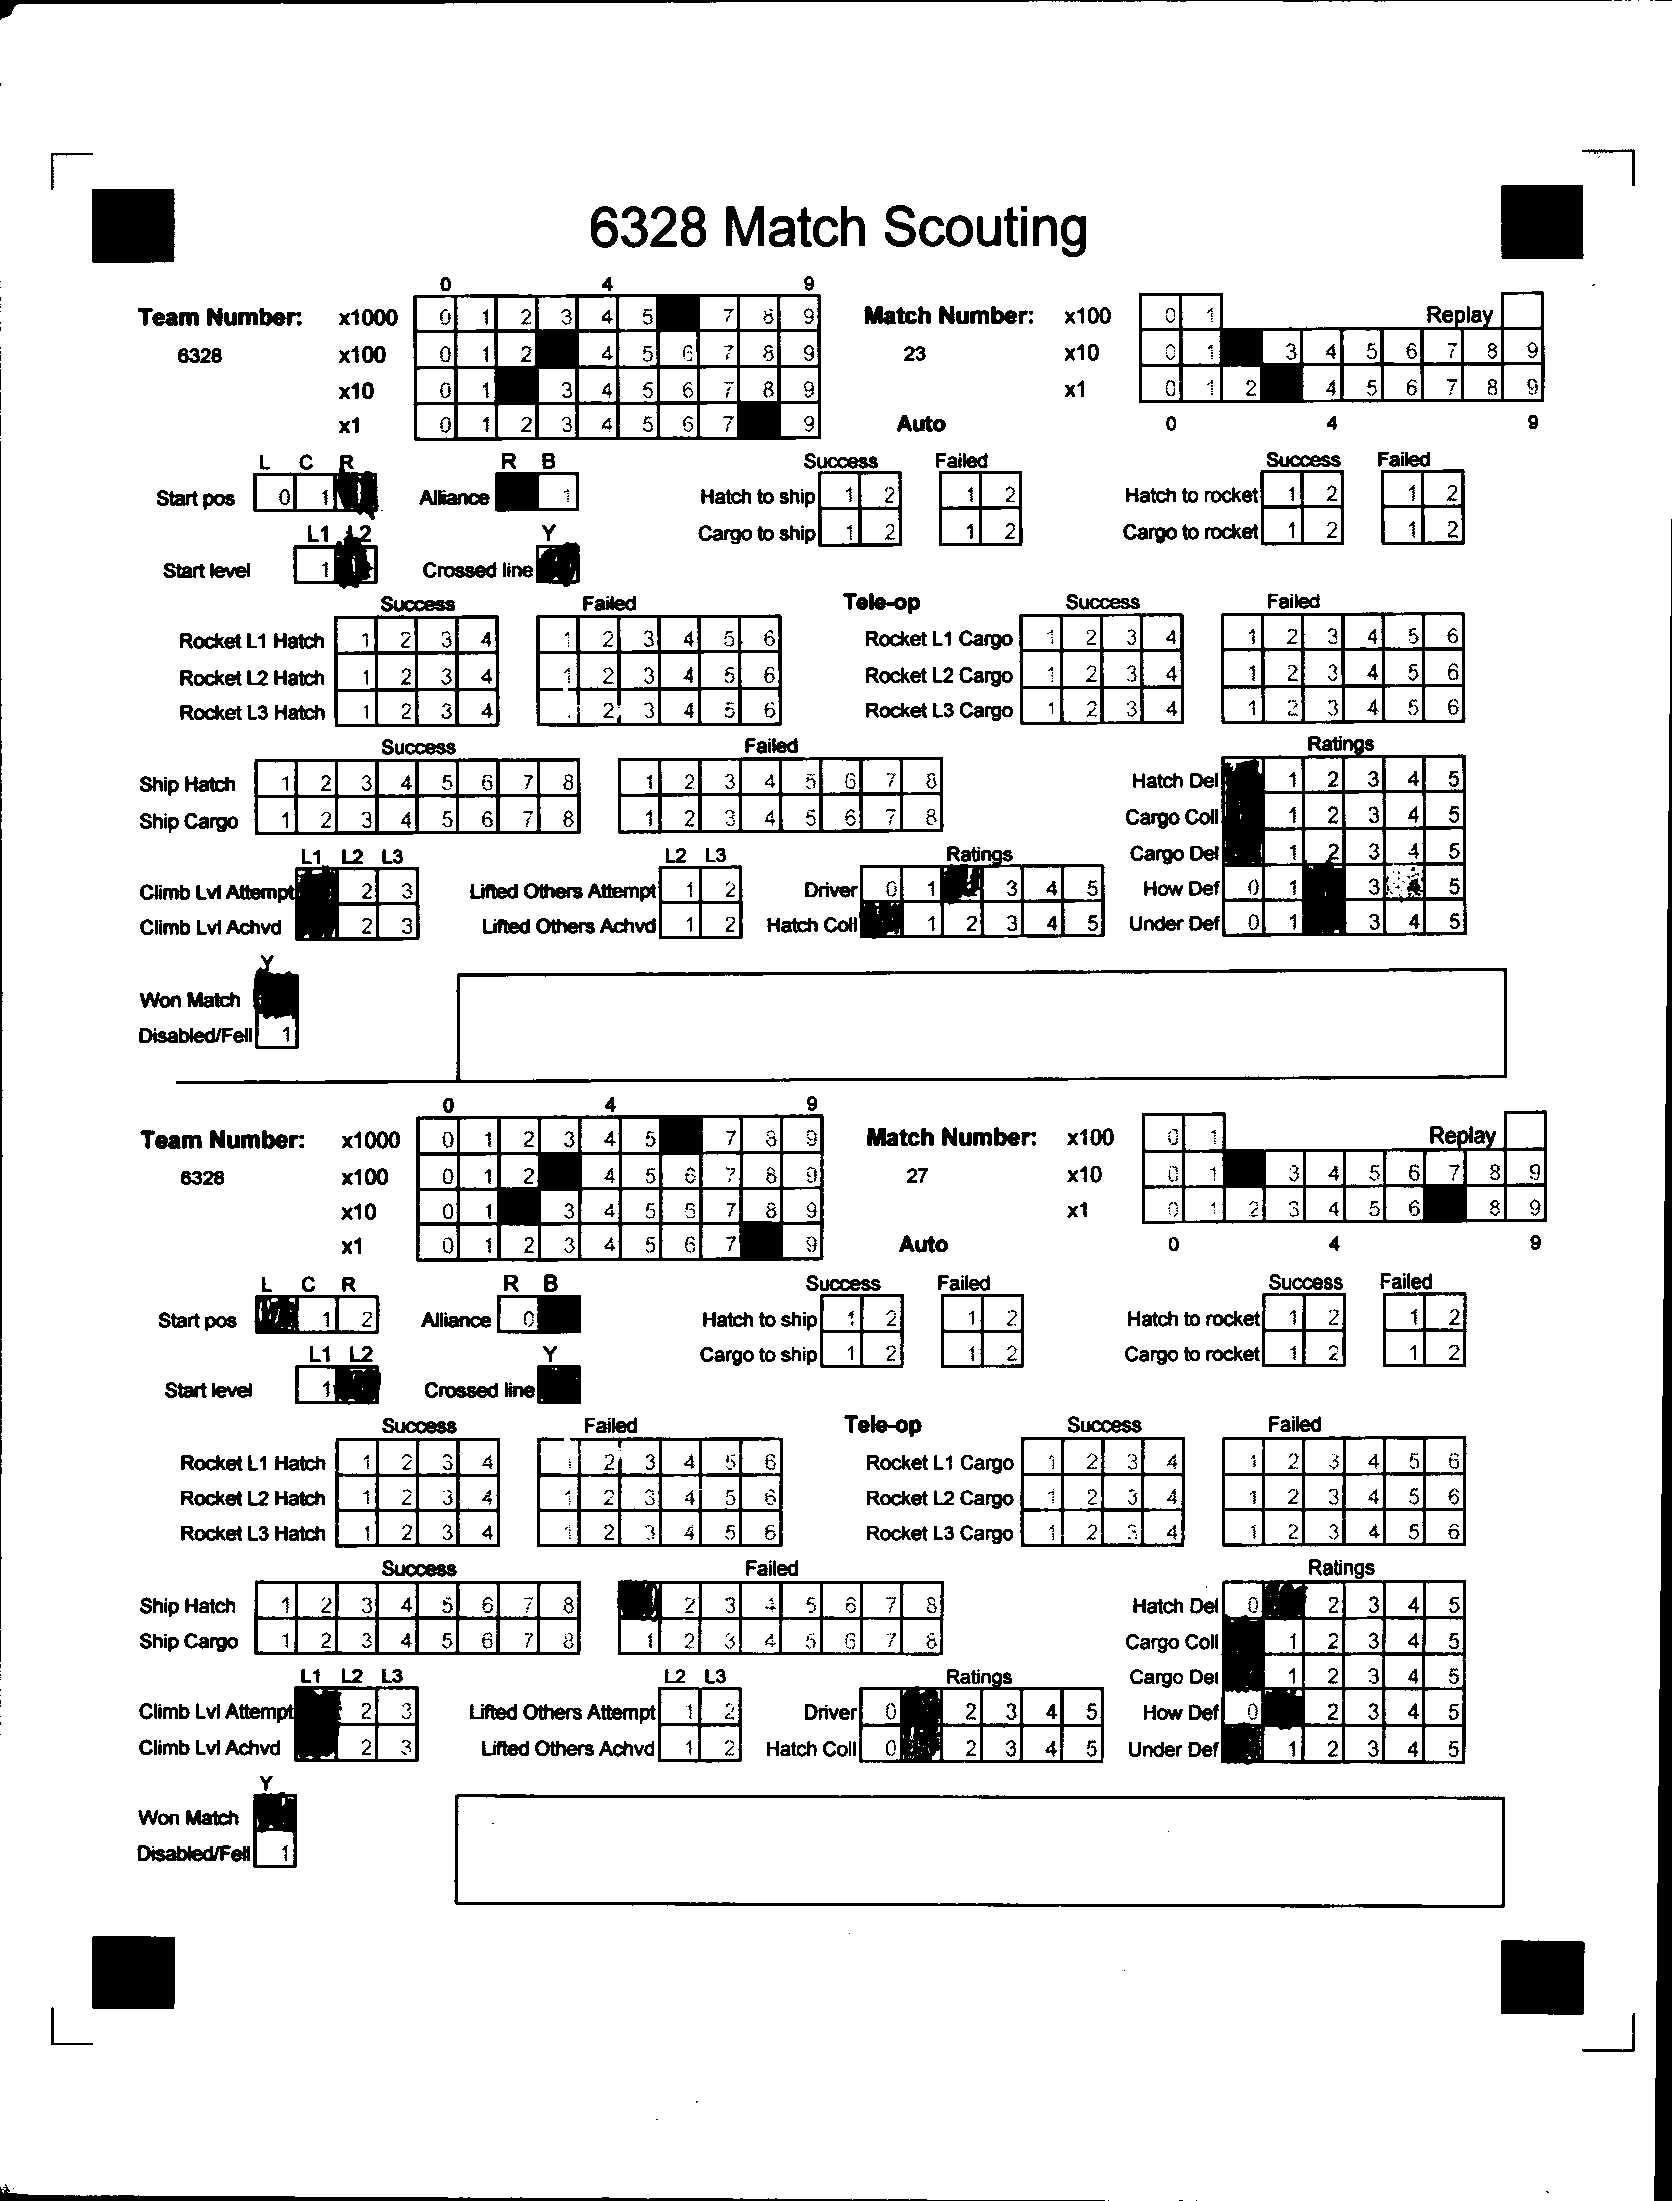 6328 Match Scouting
0 4 9
Team Number: x1000 0 1 2 3 4 5 7 8 9 Match Number: x100 0 1 Replay
6328 x100 0 1 2 4 5 6 7 8 9 23 x10 0 1 3 4 5 6 7 8 9
x10 0 1 3 4 5 6 7 8 9 x1 0 1 2 4 5 6 7 8 9
x1 0 1 2 3 4 5 6 7 9 Auto 0 4 9
L C R R B Success Failed Success Failed
Start pos 0 1 Alliance 1 Hatch to ship 1 2 1 2 Hatch to rocket 1 2 1 2
L1 L2 Y Cargo to ship 1 2 1 2 Cargo to rocket 1 2 1 2
Start level 1 Crossed line
Success Failed Tele-op Success Failed
Rocket L1 Hatch 1 2 3 4 1 2 3 4 5 6 Rocket L1 Cargo 1 2 3 4 1 2 3 4 5 6
Rocket L2 Hatch 1 2 3 4 1 2 3 4 5 6 Rocket L2 Cargo 1 2 3 4 1 2 3 4 5 6
Rocket L3 Hatch 1 2 3 4 2 3 4 5 6 Rocket L3 Cargo 1 2 3 4 1 2 3 4 5 6
Success Failed Ratings
Ship Hatch 1 2 3 4 5 6 7 8 1 2 3 4 5 6 7 8 Hatch Del 1 2 3 4 5
Ship Cargo 1 2 3 4 5 6 7 8 1 2 3 4 5 6 7 8 Cargo Coll 1 2 3 4 5
L1 L2 L3 L2 L3 Ratings Cargo Del 1 2 3 4 5
Climb Lvl Attempt 2 3 Lifted Others Attempt 1 2 Driver 0 1 3 4 5 How Def 0 1 3 4 5
Climb Lvl Achvd 2 3 Lifted Others Achvd 1 2 Hatch Coll 1 2 3 4 5 Under Def 0 1 3 4 5
Y
Won Match
Disabled/Fell 1
0 4 9
Team Number: x1000 0 1 2 3 4 5 7 8 9 Match Number: x100 0 1 Replay
6328 x100 0 1 2 4 5 6 7 8 9 27 x10 0 1 3 4 5 6 7 8 9
x10 0 1 3 4 5 6 7 8 9 x1 0 1 2 3 4 5 6 8 9
x1 0 1 2 3 4 5 6 7 9 Auto 0 4 9
L C R R B Success Failed Success Failed
Start pos 1 2 Alliance 0 Hatch to ship 1 2 1 2 Hatch to rocket 1 2 1 2
L1 L2 Y Cargo to ship 1 2 1 2 Cargo to rocket 1 2 1 2
Start level 1 Crossed line
Success Failed Tele-op Success Failed
Rocket L1 Hatch 1 2 3 4 1 2 3 4 5 6 Rocket L1 Cargo 1 2 3 4 1 2 3 4 5 6
Rocket L2 Hatch 1 2 3 4 1 2 3 4 5 6 Rocket L2 Cargo 1 2 3 4 1 2 3 4 5 6
Rocket L3 Hatch 1 2 3 4 1 2 3 4 5 6 Rocket L3 Cargo 1 2 3 4 1 2 3 4 5 6
Success Failed Ratings
Ship Hatch 1 2 3 4 5 6 7 8 2 3 4 5 6 7 8 Hatch Del 0 2 3 4 5
Ship Cargo 1 2 3 4 5 6 7 8 1 2 3 4 5 6 7 8 Cargo Coll 1 2 3 4 5
L1 L2 L3 L2 L3 Ratings Cargo Del 1 2 3 4 5
Climb Lvl Attempt 2 3 Lifted Others Attempt 1 2 Driver 0 2 3 4 5 How Def 0 2 3 4 5
Climb Lvl Achvd 2 3 Lifted Others Achvd 1 2 Hatch Coll 0 2 3 4 5 Under Def 1 2 3 4 5
Y
Won Match
Disabled/Fell 1